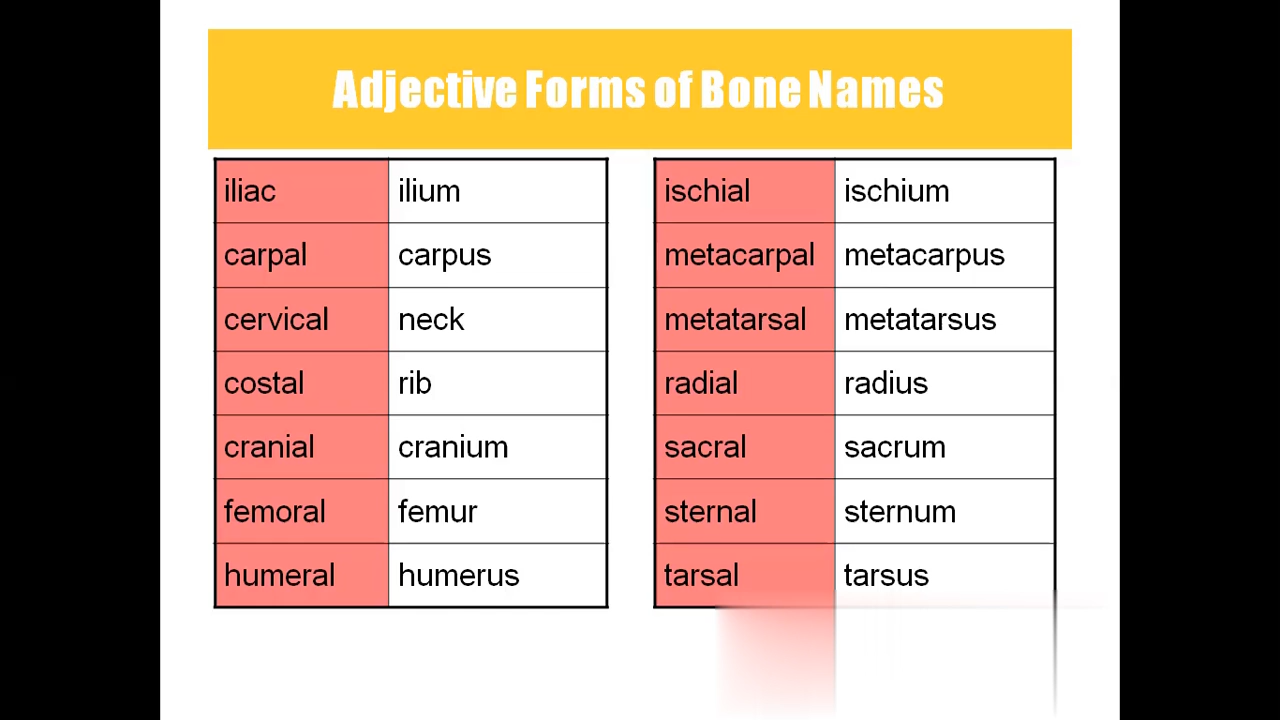 Adjective Forms of Bone Names
iliac ilium
carpal carpus
cervical neck
costal rib
cranial cranium
femoral femur
humeral humerus
ischial ischium
metacarpal metacarpus
metatarsal metatarsus
radial radius
sacral sacrum
sternal sternum
tarsal tarsus